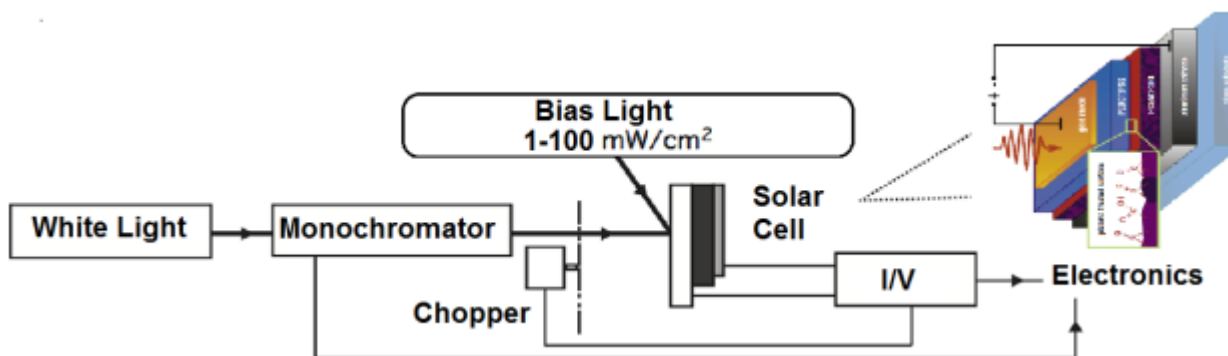 Bias Light
1-100 mW/cm²
White Light
Monochromator
Solar
Cell
Chopper
I/V
Electronics